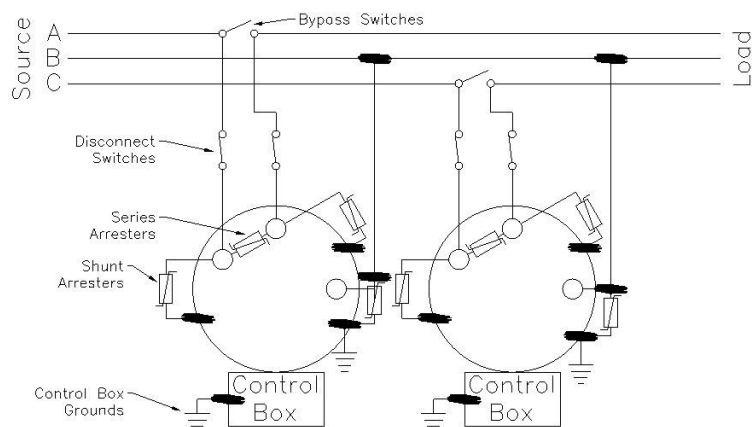 Bypass Switches
Source
A
B
C
Load
Disconnect
Switches
Series
Arresters
Shunt
Arresters
Control Box
Grounds
Control
Box
Control
Box